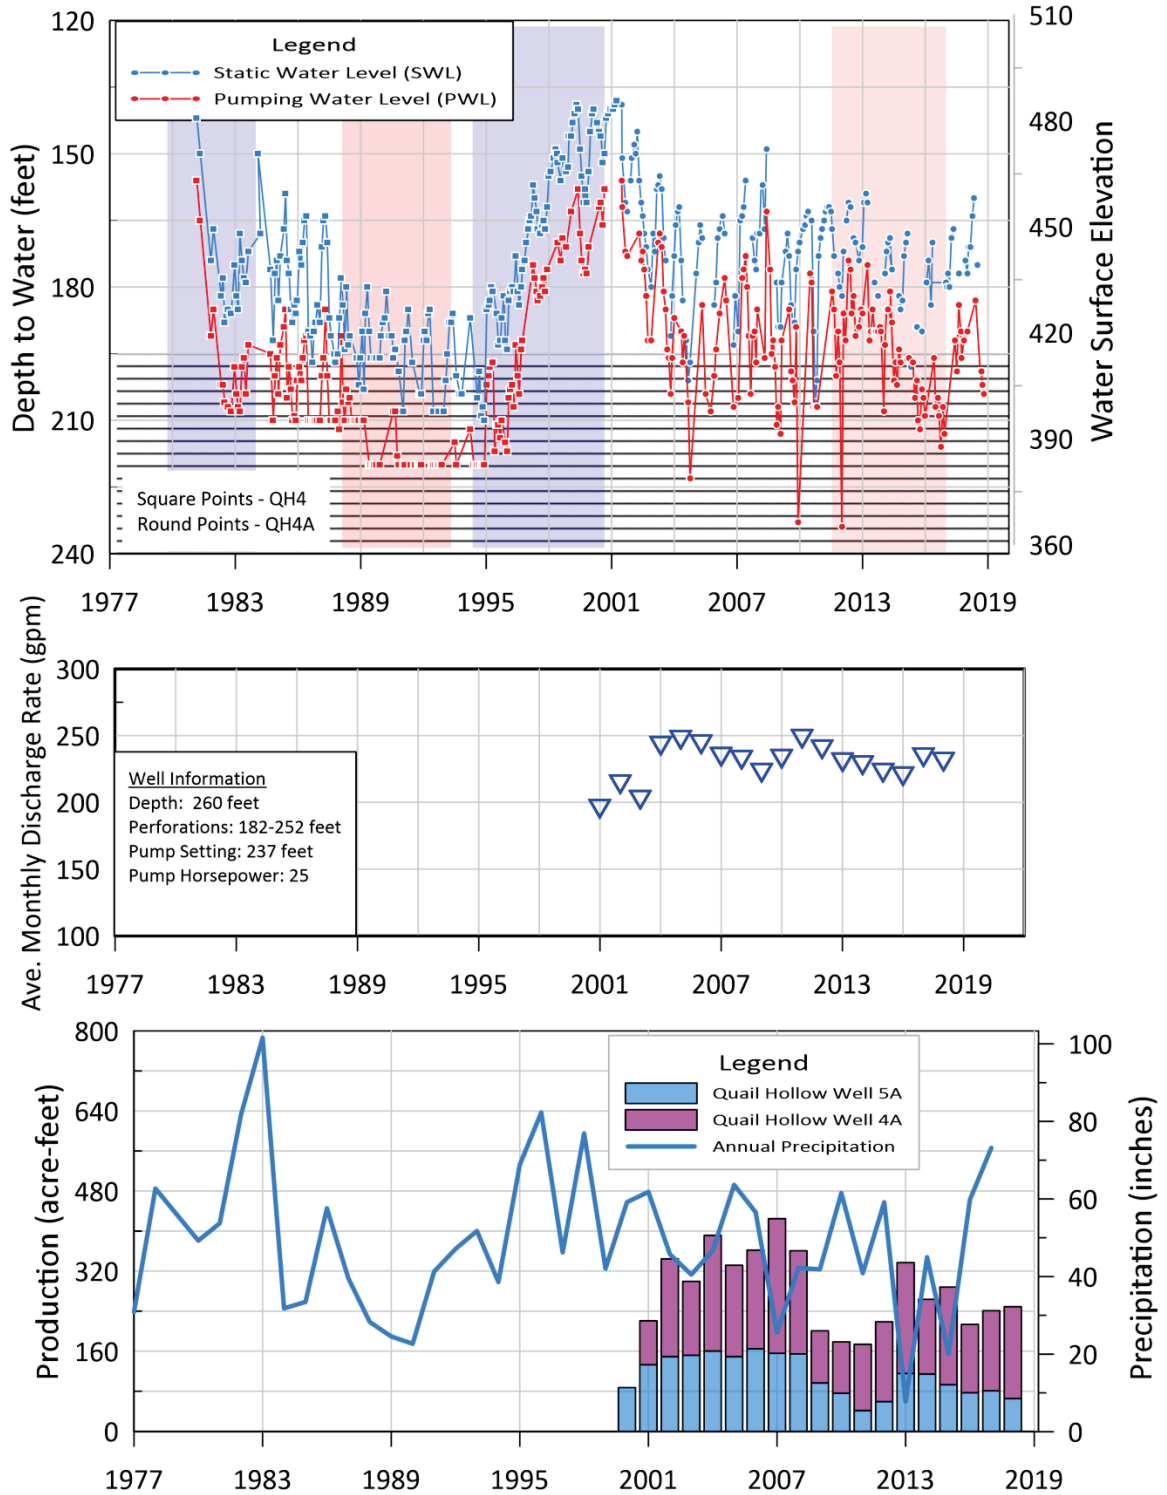 120
150
180
210
240
Depth to Water (feet)
Legend
Static Water Level (SWL)
Pumping Water Level (PWL)
Square Points - QH4
Round Points - QH4A
510
480
450
420
390
360
Water Surface Elevation
1977 1983 1989 1995 2001 2007 2013 2019
300
250
200
150
100
Ave. Monthly Discharge Rate (gpm)
Well Information
Depth: 260 feet
Perforations: 182-252 feet
Pump Setting: 237 feet
Pump Horsepower: 25
1977 1983 1989 1995 2001 2007 2013 2019
800
640
480
320
160
0
Production (acre-feet)
Legend
Quail Hollow Well 5A
Quail Hollow Well 4A
Annual Precipitation
100
80
60
40
20
0
Precipitation (inches)
1977 1983 1989 1995 2001 2007 2013 2019